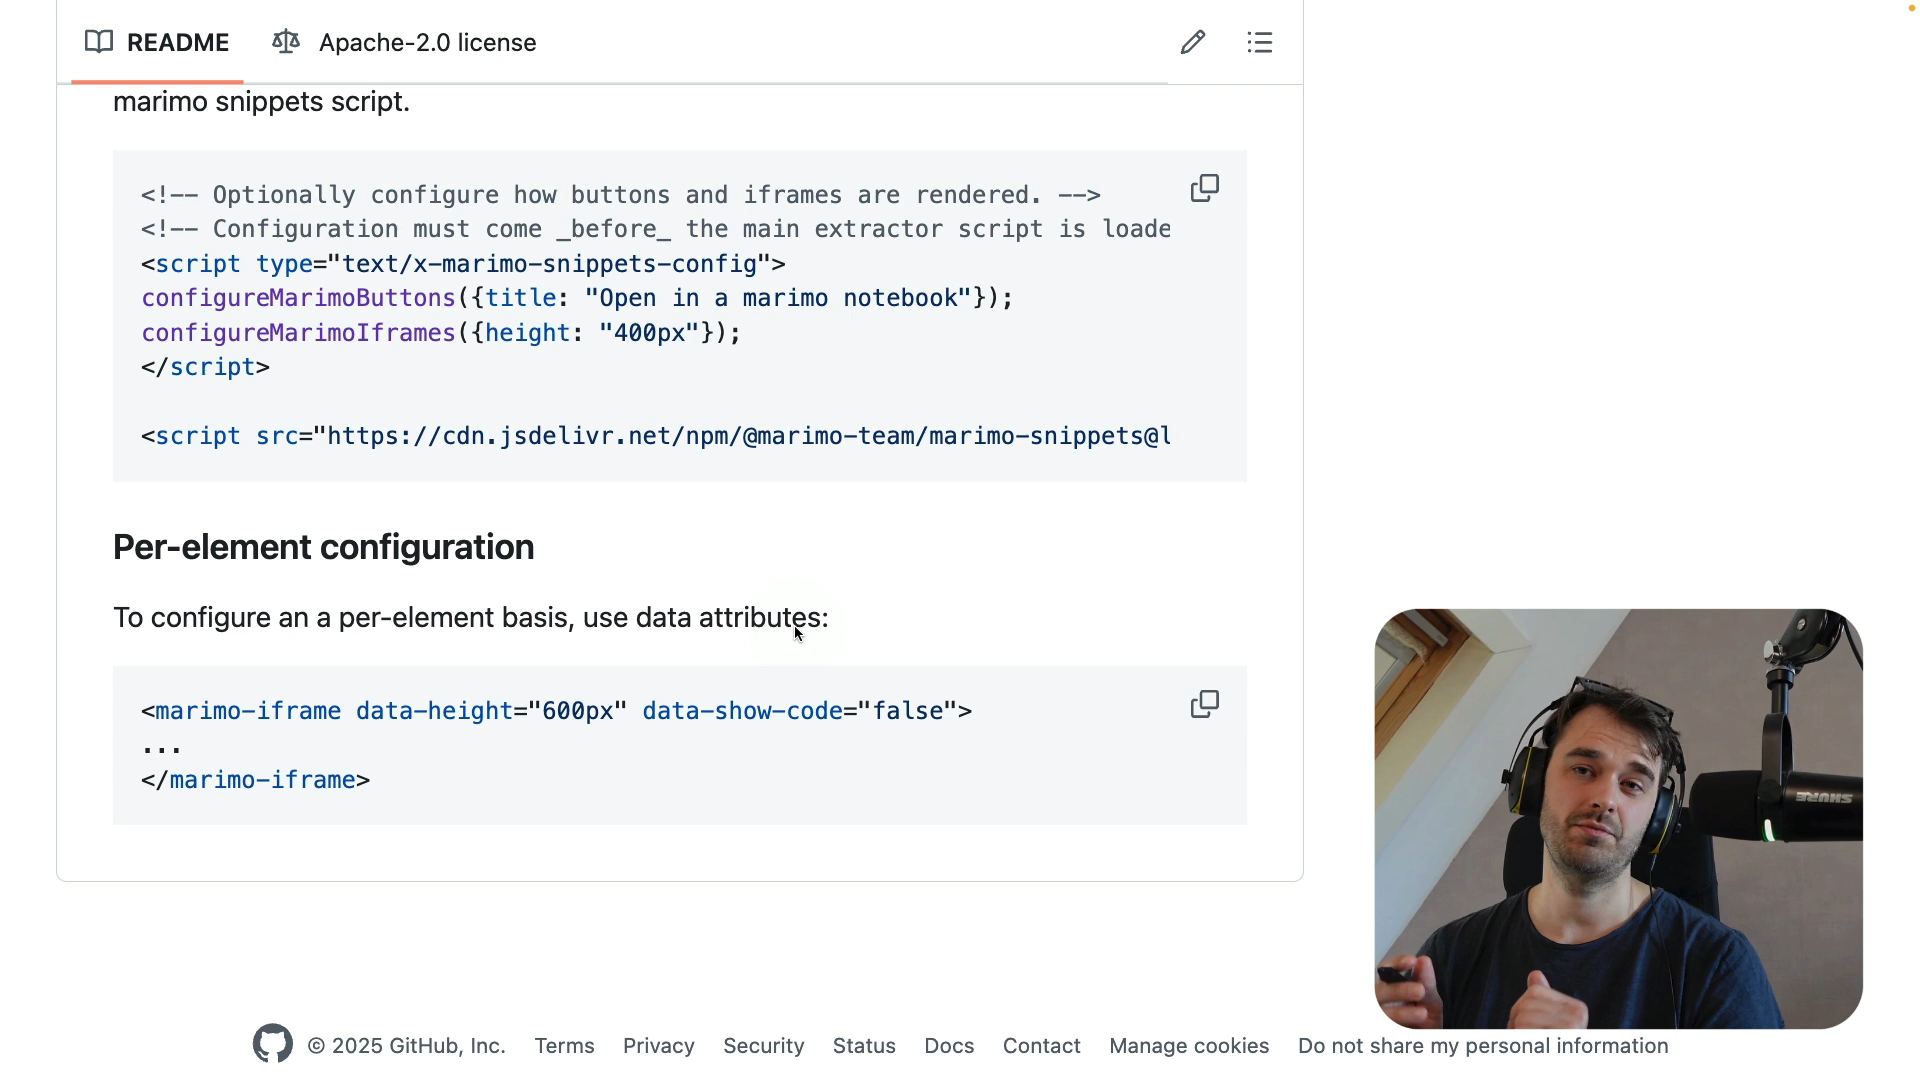 README
Apache-2.0 license
marimo snippets script.
<!-- Optionally configure how buttons and iframes are rendered. -->
<!-- Configuration must come _before_ the main extractor script is loade
<script type="text/x-marimo-snippets-config">
configureMarimoButtons({title: "Open in a marimo notebook"});
configureMarimoIframes({height: "400px"});
</script>
<script src="https://cdn.jsdelivr.net/npm/@marimo-team/marimo-snippets@l
Per-element configuration
To configure an a per-element basis, use data attributes:
<marimo-iframe data-height="600px" data-show-code="false">
...
</marimo-iframe>
SHURE
© 2025 GitHub, Inc. Terms Privacy Security Status Docs Contact Manage cookies Do not share my personal information